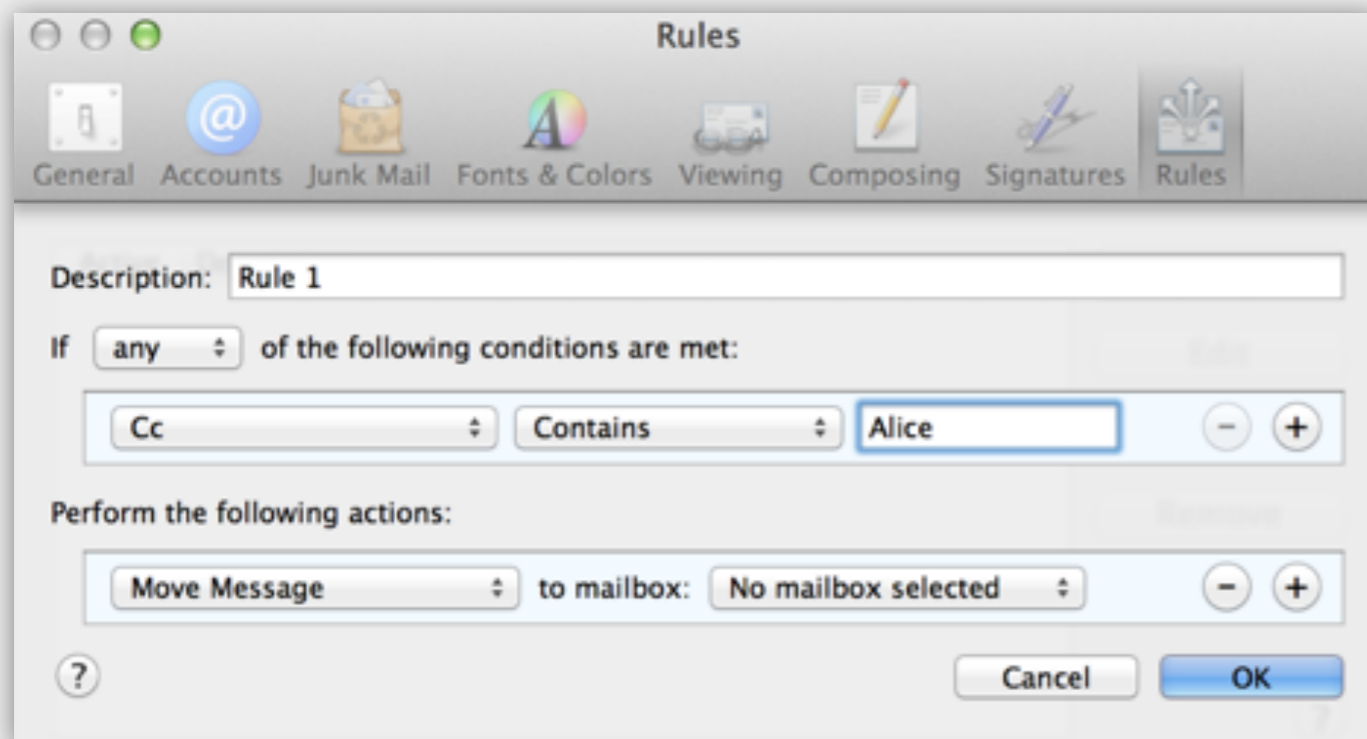 Rules
General Accounts Junk Mail Fonts & Colors Viewing Composing Signatures Rules
Description: Rule 1
If any of the following conditions are met:
Cc Contains Alice
Perform the following actions:
Move Message to mailbox: No mailbox selected
Cancel OK